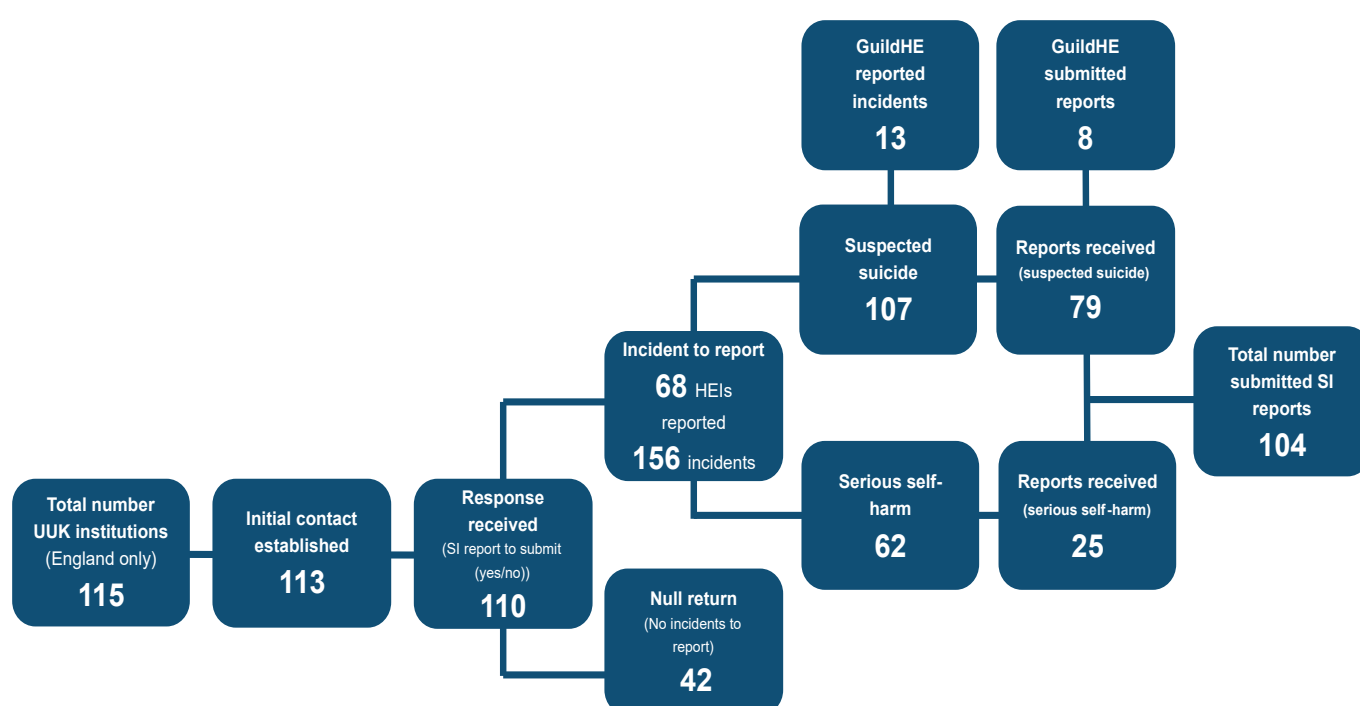 GuildHE
reported
incidents
13
GuildHE
submitted
reports
8
Suspected
suicide
107
Reports received
(suspected suicide)
79
Incident to report
68 HEIs
reported
156 incidents
Total number
submitted SI
reports
104
Total number
UUK institutions
(England only)
115
Initial contact
established
113
Response
received
(SI report to submit
(yes/no))
110
Serious self-
harm
62
Reports received
(serious self-harm)
25
Null return
(No incidents to
report)
42